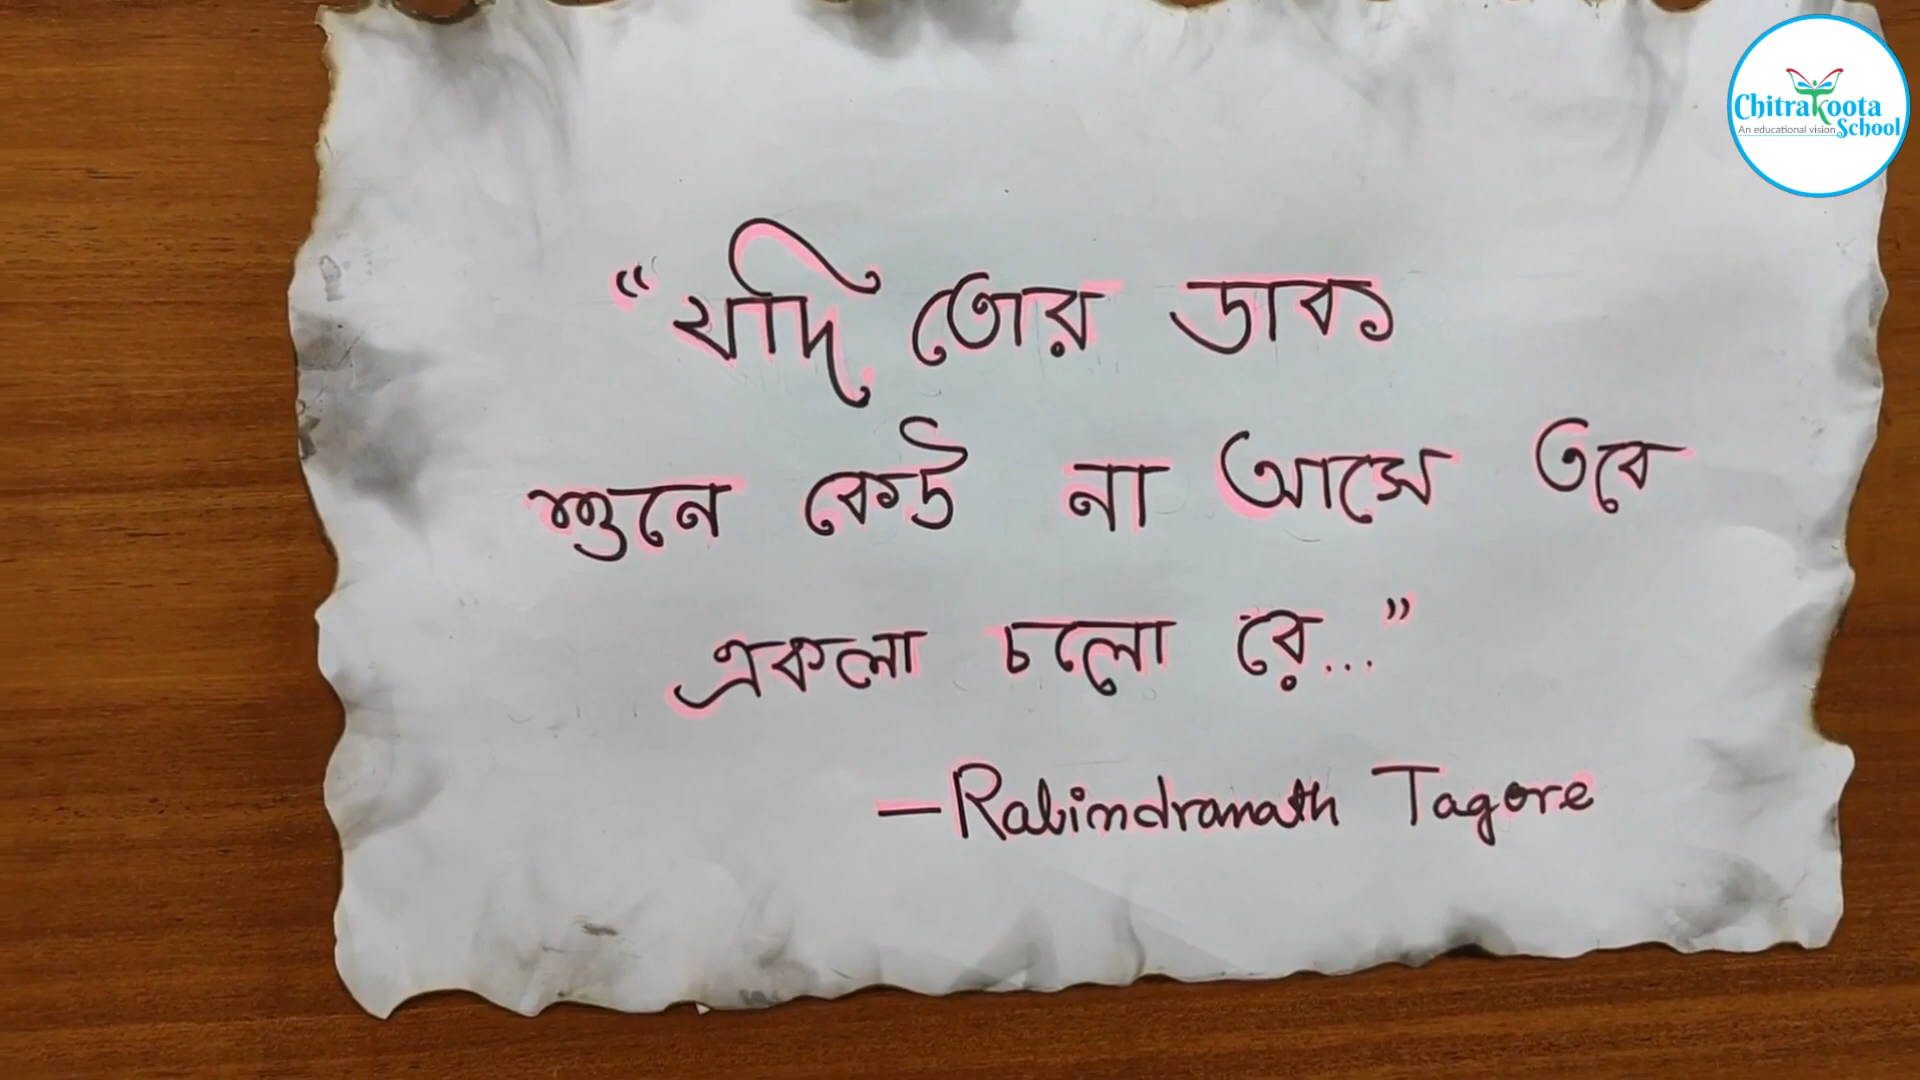 Chitrakoota
An educational vision School
“যদি তোর ডাক
শুনে কেউ না আসে তবে
একলা চলো রে...”
—Rabindranath Tagore